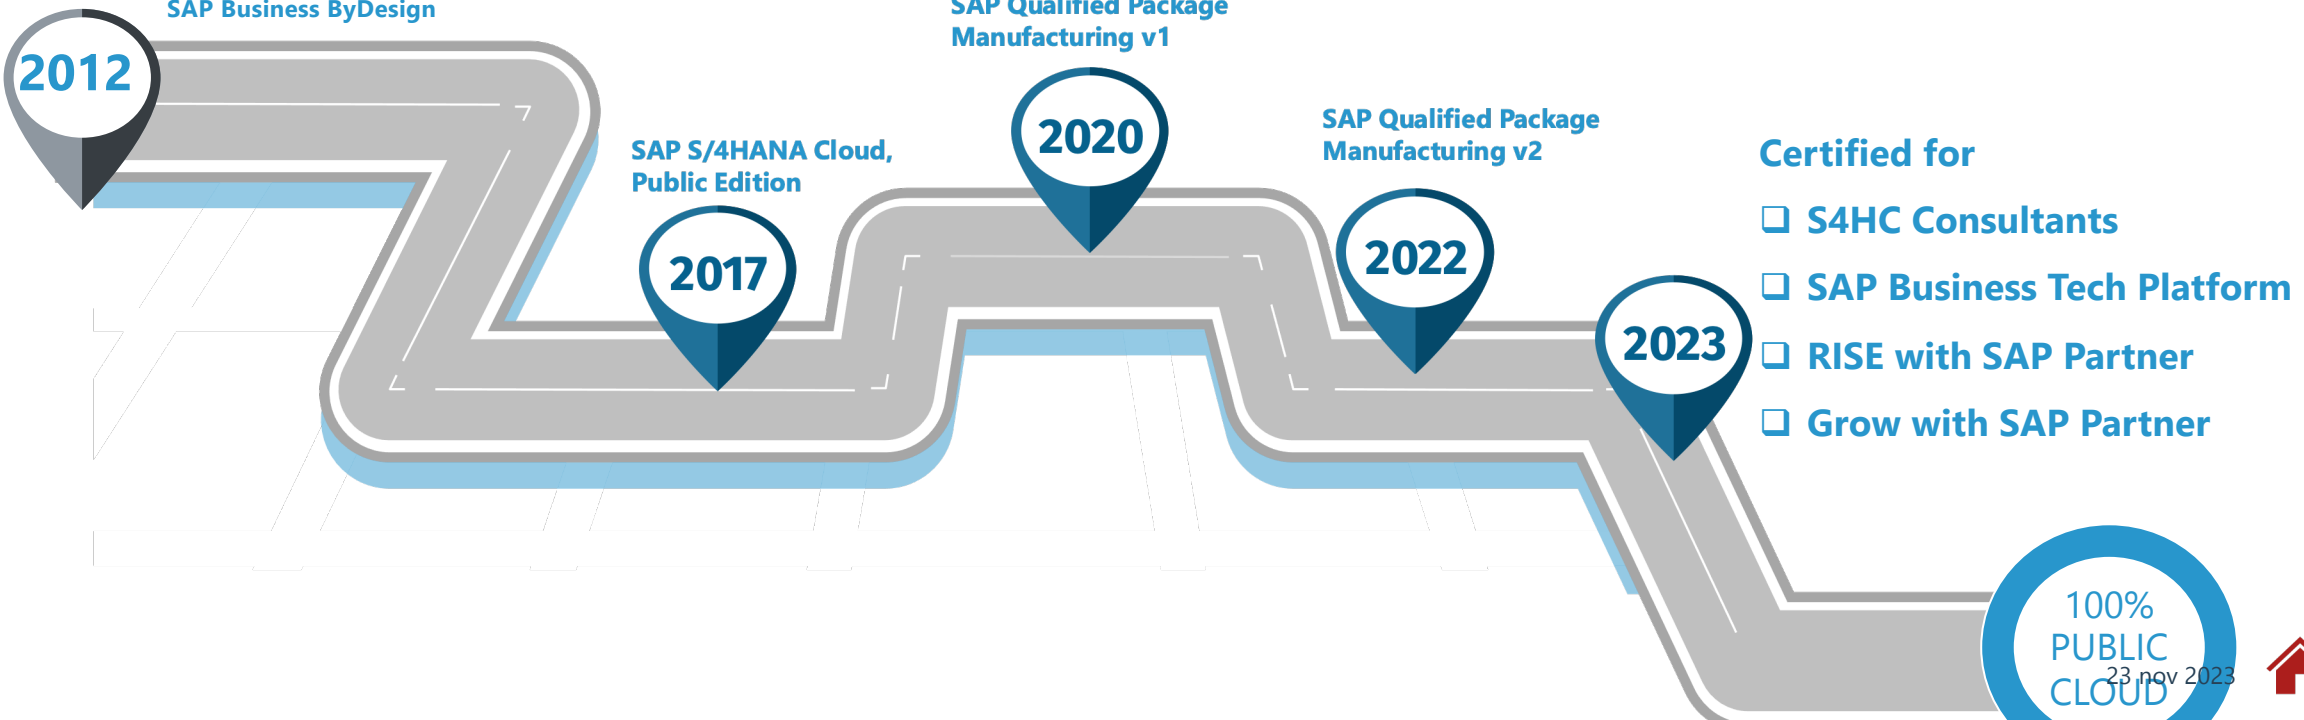 SAP Business ByDesign
2012
SAP S/4HANA Cloud,
Public Edition
2017
SAP Qualified Package
Manufacturing v1
2020
SAP Qualified Package
Manufacturing v2
2022
2023
Certified for
S4HC Consultants
SAP Business Tech Platform
RISE with SAP Partner
Grow with SAP Partner
100%
PUBLIC
CLOUD
23 nov 2023